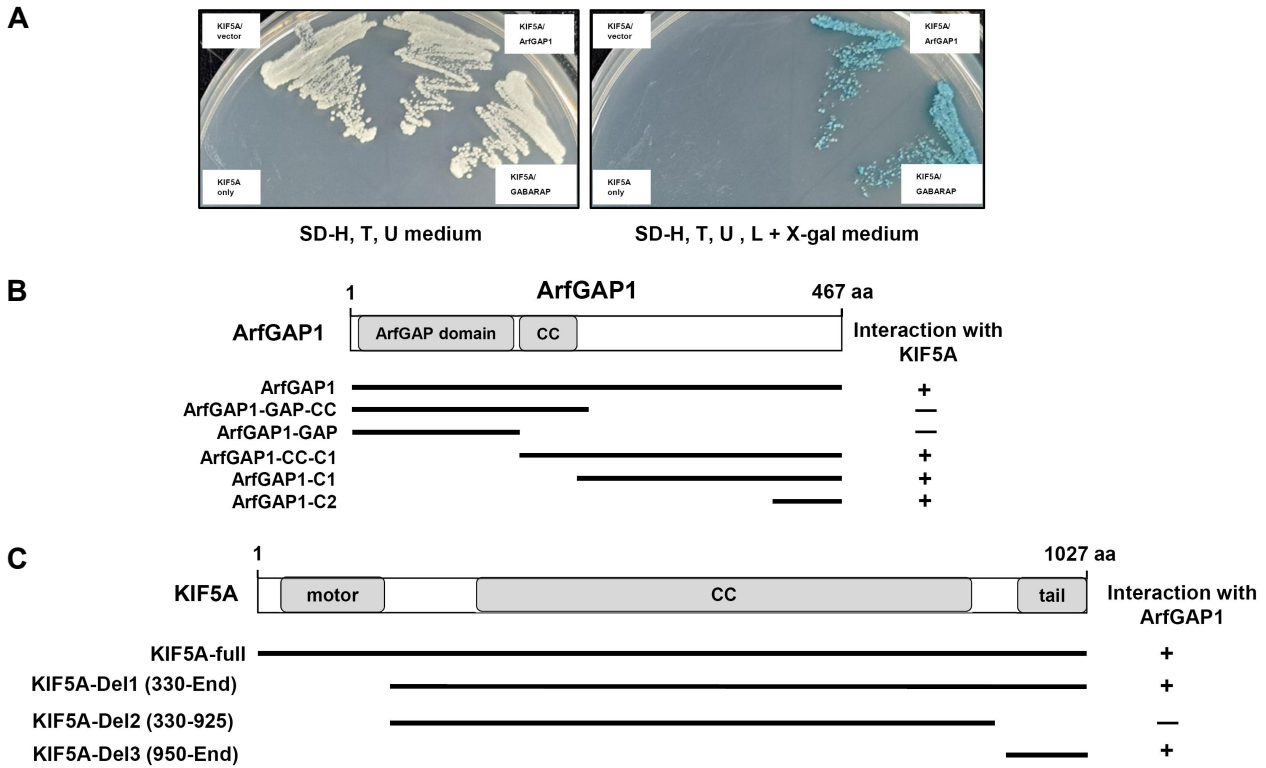 A
KIF5A/
vector
KIF5A/
ArfGAP1
KIF5A
only
KIF5A/
GABARAP
KIF5A/
vector
KIF5A/
ArfGAP1
KIF5A
only
KIF5A/
GABARAP
SD-H, T, U medium
SD-H, T, U , L + X-gal medium
B
1 ArfGAP1 467 aa
ArfGAP1 ArfGAP domain CC
Interaction with
KIF5A
ArfGAP1 +
ArfGAP1-GAP-CC —
ArfGAP1-GAP —
ArfGAP1-CC-C1 +
ArfGAP1-C1 +
ArfGAP1-C2 +
C
1 1027 aa
KIF5A motor CC tail
Interaction with
ArfGAP1
KIF5A-full +
KIF5A-Del1 (330-End) +
KIF5A-Del2 (330-925) —
KIF5A-Del3 (950-End) +